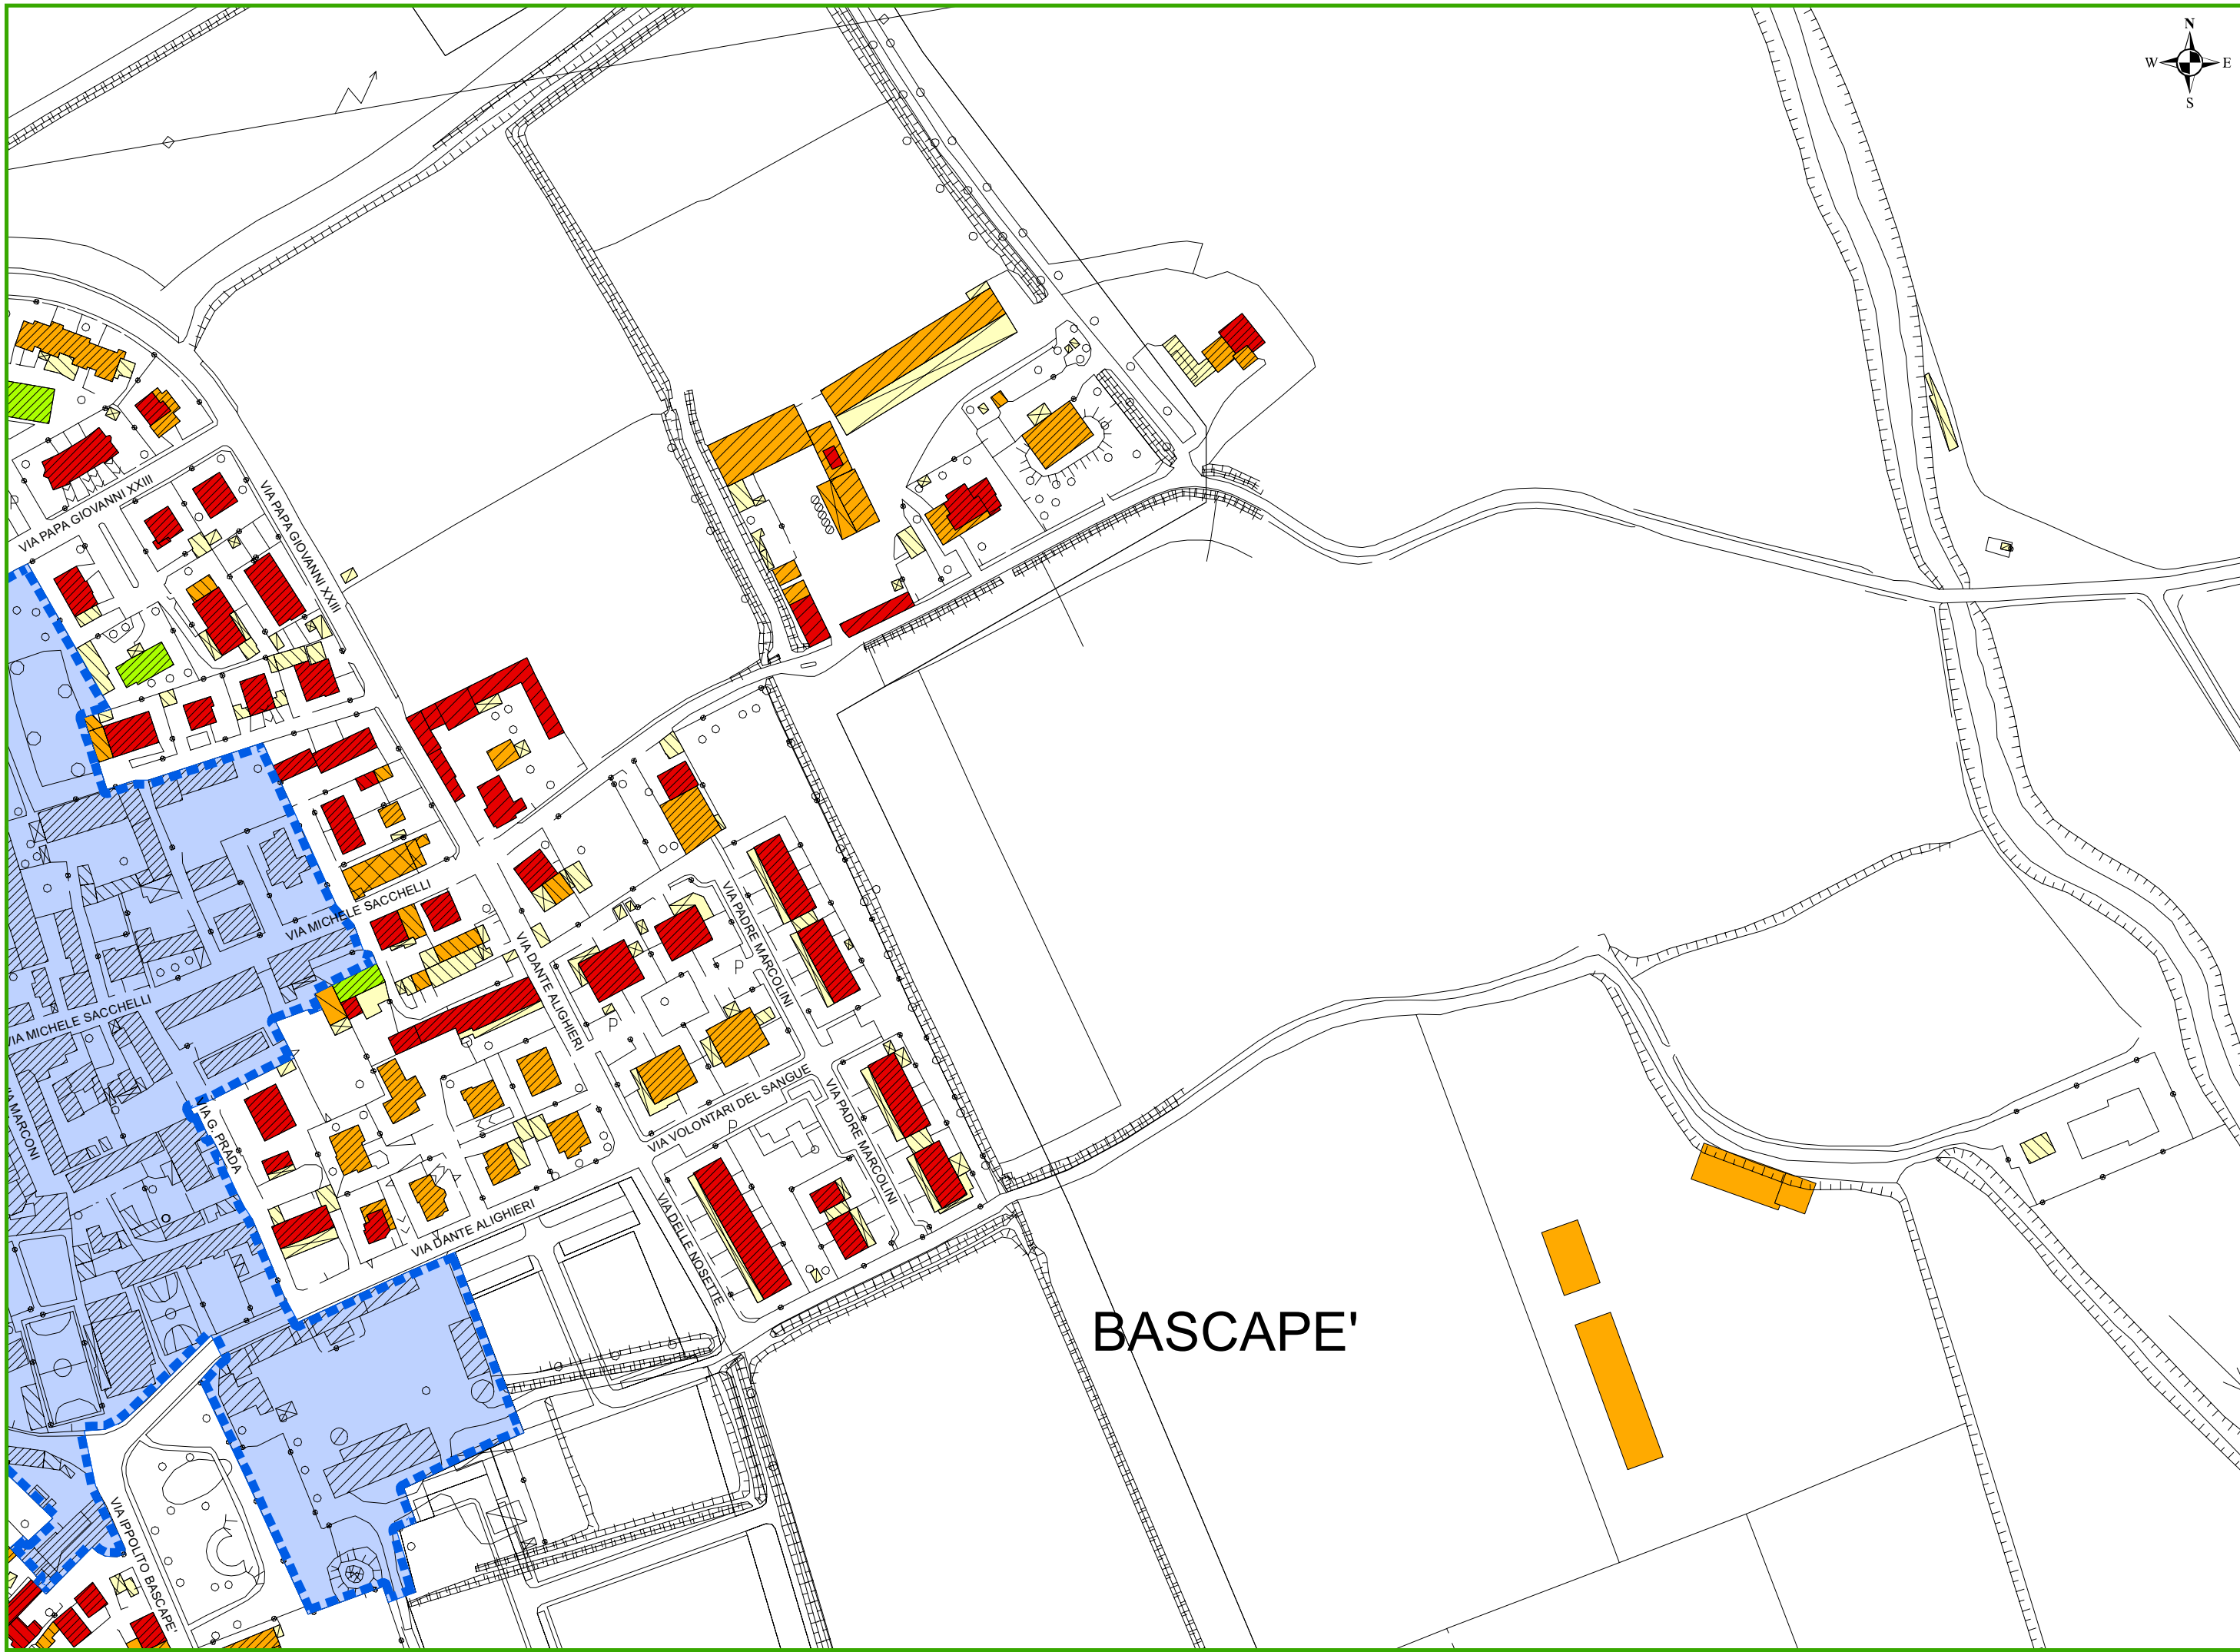 N
W E
S
VIA PAPA GIOVANNI XXIII
VIA PAPA GIOVANNI XXIII
VIA MICHELE SACCHELLI
VIA MICHELE SACCHELLI
VIA PADRE MARCOLINI
VIA DANTE ALIGHIERI
P
P
P
VIA MARCONI
VIA G. PRADA
VIA VOLONTARI DEL SANGUE
VIA PADRE MARCOLINI
VIA DANTE ALIGHIERI
VIA DELLE NOSETTE
BASCAPE'
VIA IPPOLITO BASCAPE'